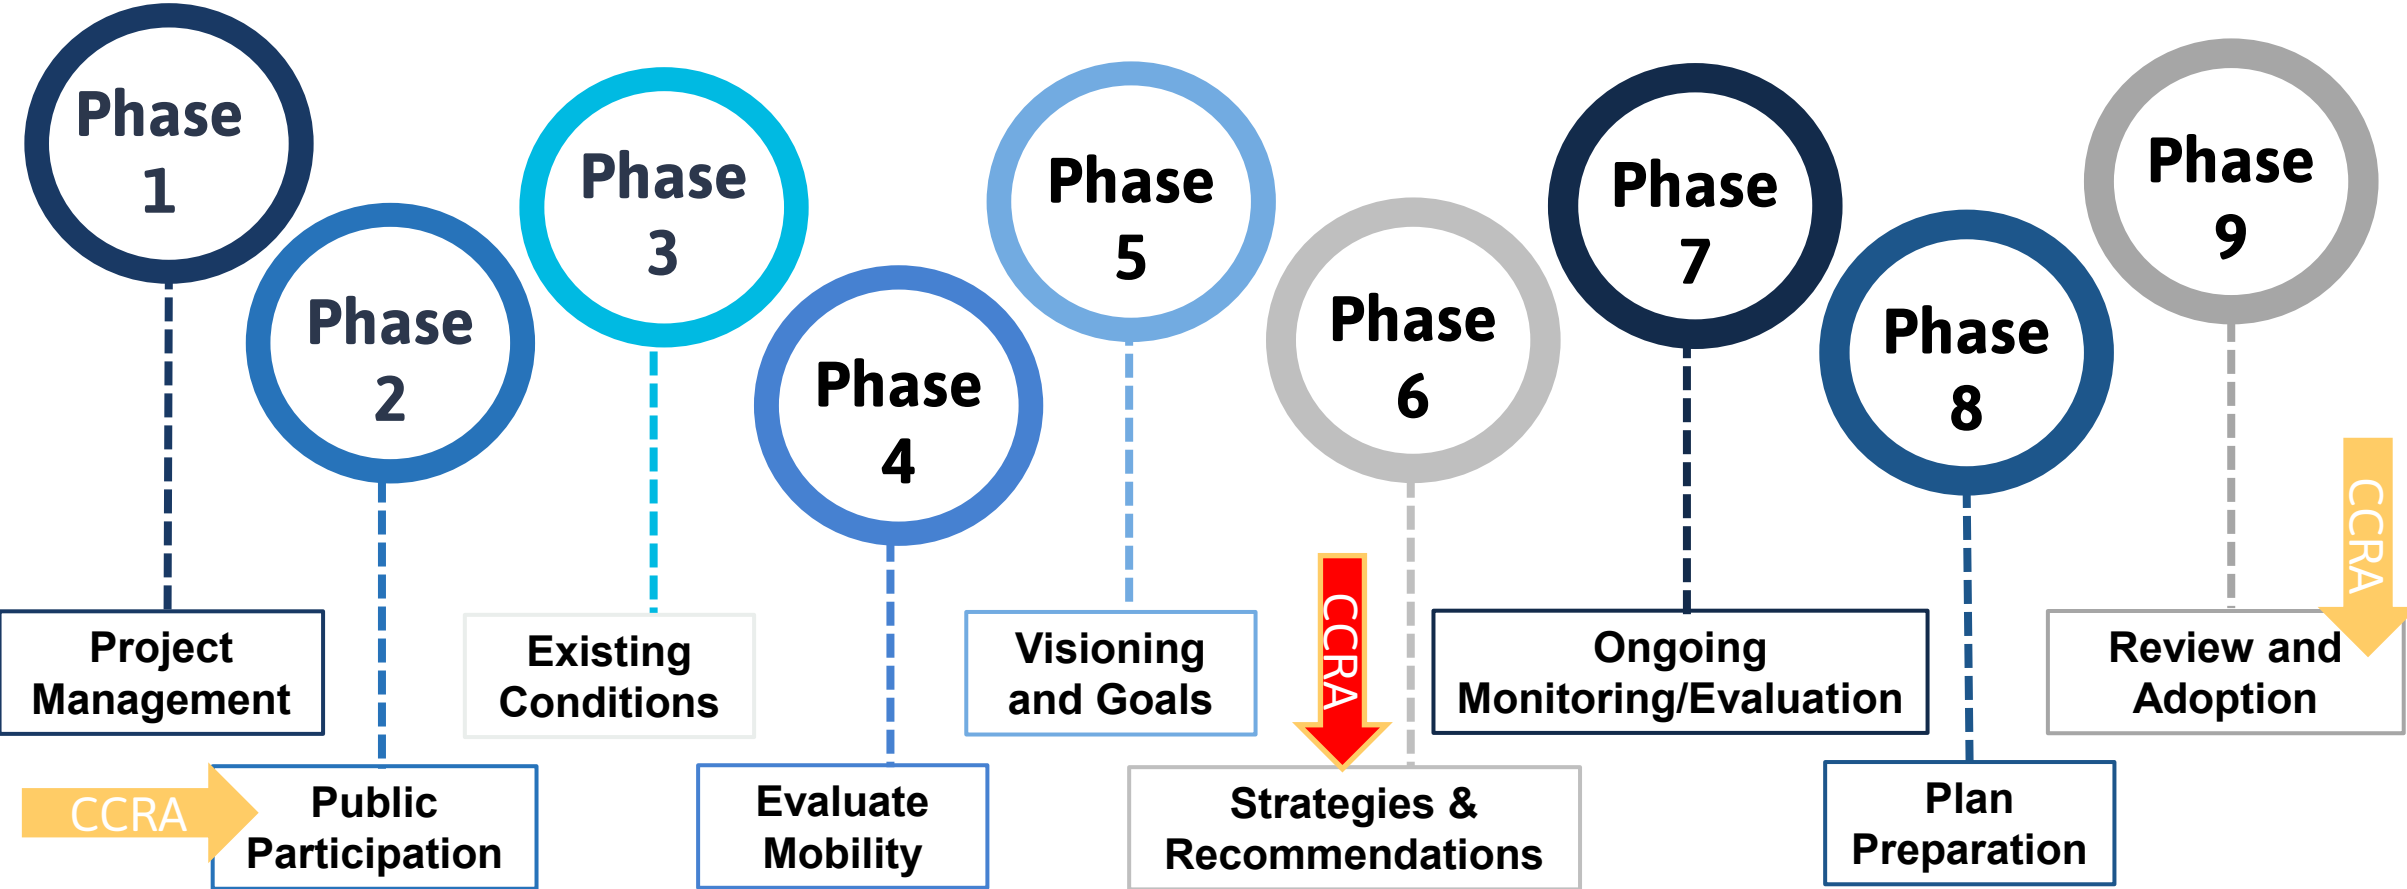 Phase
1
Phase
2
Phase
3
Phase
4
Phase
5
Phase
6
Phase
7
Phase
8
Phase
9
Project
Management
CCRA
Public
Participation
Existing
Conditions
Evaluate
Mobility
Visioning
and Goals
CCRA
Strategies &
Recommendations
Ongoing
Monitoring/Evaluation
Plan
Preparation
CCRA
Review and
Adoption